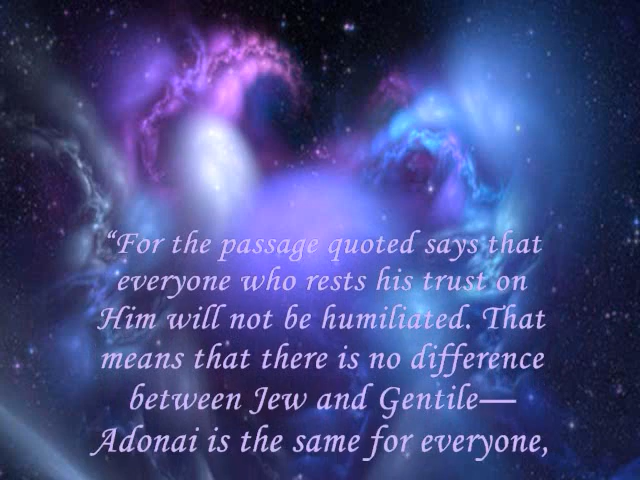 “For the passage quoted says that
everyone who rests his trust on
Him will not be humiliated. That
means that there is no difference
between Jew and Gentile—
Adonai is the same for everyone,